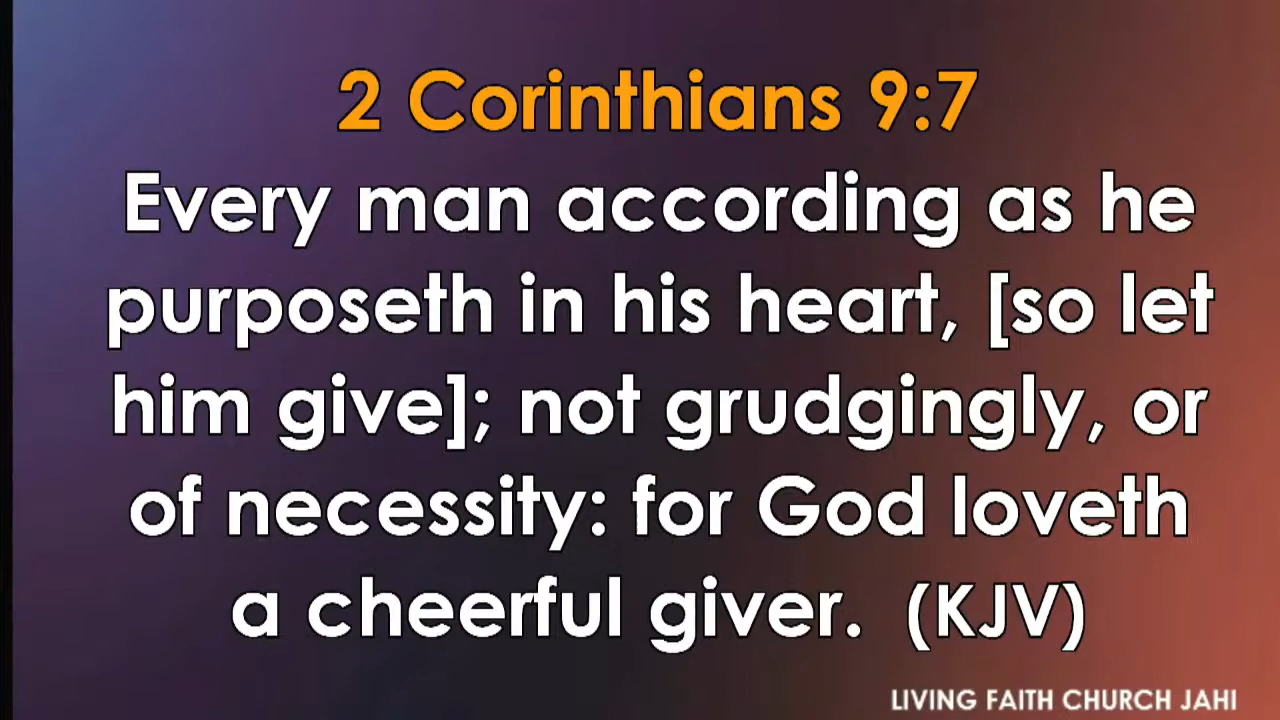 2 Corinthians 9:7
Every man according as he
purposeth in his heart, [so let
him give]; not grudgingly, or
of necessity: for God loveth
a cheerful giver. (KJV)
LIVING FAITH CHURCH JAHI